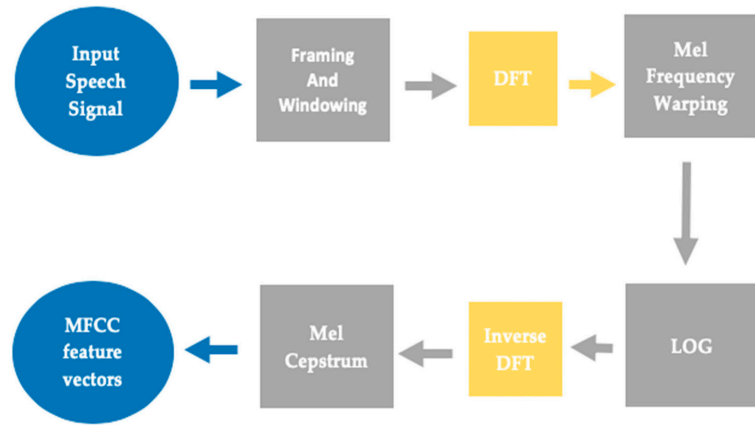 Input
Speech
Signal
Framing
And
Windowing
DFT
Mel
Frequency
Warping
LOG
Inverse
DFT
Mel
Cepstrum
MFCC
feature
vectors